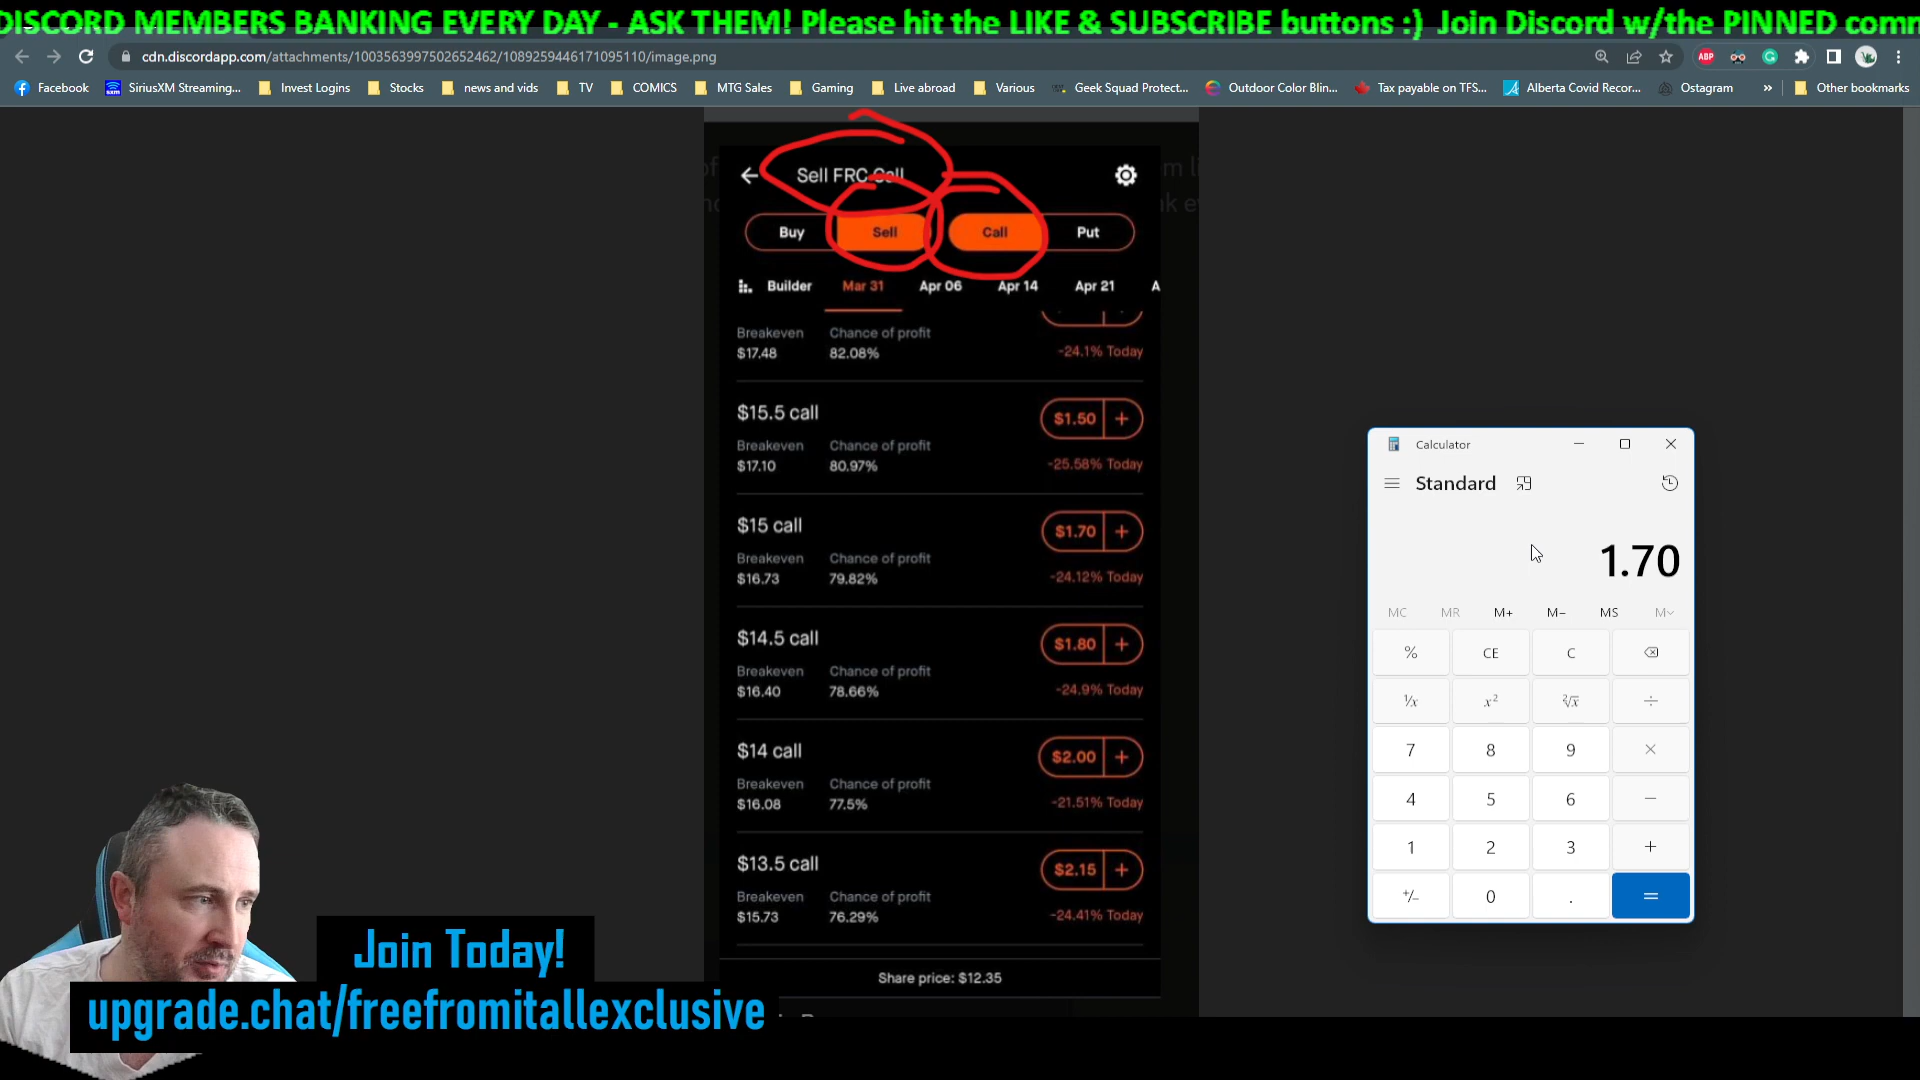 DISCORD MEMBERS BANKING EVERY DAY - ASK THEM! Please hit the LIKE & SUBSCRIBE buttons :) Join Discord w/the PINNED comm
cdn.discordapp.com/attachments/1003563997502652462/1089259446171095110/image.png
ABP
Facebook SiriusXM Streaming... Invest Logins Stocks news and vids TV COMICS MTG Sales Gaming Live abroad Various Geek Squad Protect... Outdoor Color Blin... Tax payable on TFS... Alberta Covid Recor... Ostagram » Other bookmarks
Sell FRC Call
Buy Sell Call Put
Builder Mar 31 Apr 06 Apr 14 Apr 21 A
Breakeven Chance of profit
$17.48 82.08% -24.1% Today
$15.5 call $1.50 +
Breakeven Chance of profit
$17.10 80.97% -25.58% Today
$15 call $1.70 +
Breakeven Chance of profit
$16.73 79.82% -24.12% Today
$14.5 call $1.80 +
Breakeven Chance of profit
$16.40 78.66% -24.9% Today
$14 call $2.00 +
Breakeven Chance of profit
$16.08 77.5% -21.51% Today
$13.5 call $2.15 +
Breakeven Chance of profit
$15.73 76.29% -24.41% Today
Share price: $12.35
Calculator
Standard
1.70
MC MR M+ M- MS M
% CE C
1/x x² ²√x ÷
7 8 9 ×
4 5 6 −
1 2 3 +
+/- 0 . =
Join Today!
upgrade.chat/freefromitallexclusive